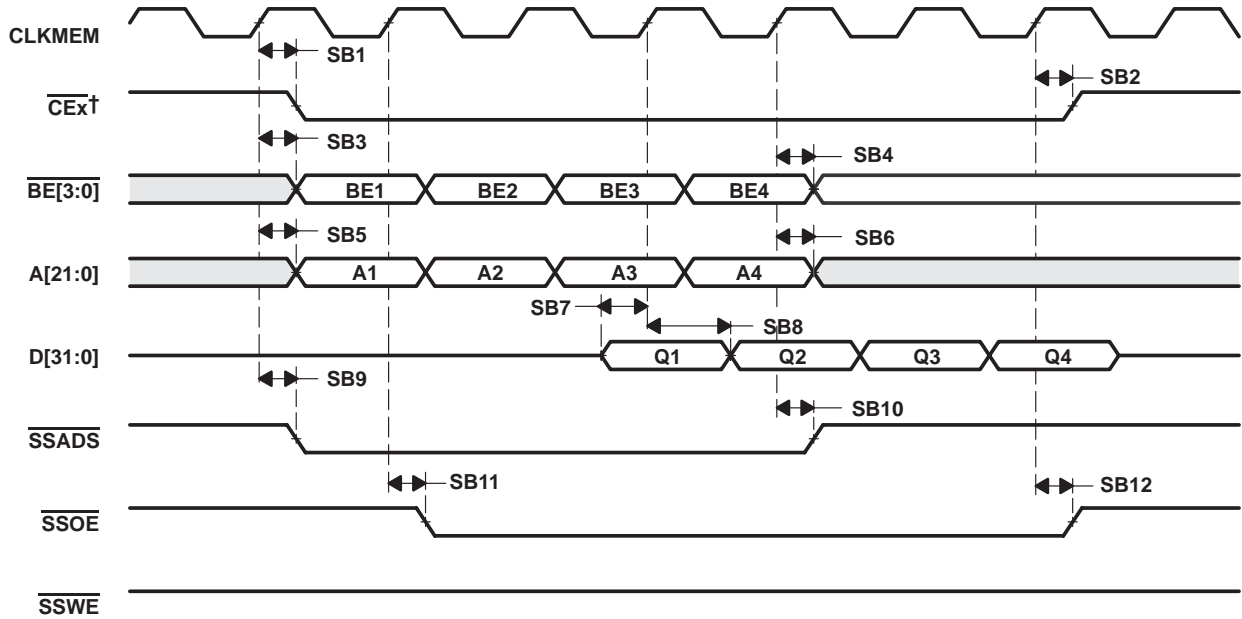 CLKMEM
SB1
SB2
CEx†
SB3
SB4
BE[3:0] BE1 BE2 BE3 BE4
SB5
SB6
A[21:0] A1 A2 A3 A4
SB7
SB8
D[31:0] Q1 Q2 Q3 Q4
SB9
SB10
SSADS
SB11
SB12
SSOE
SSWE